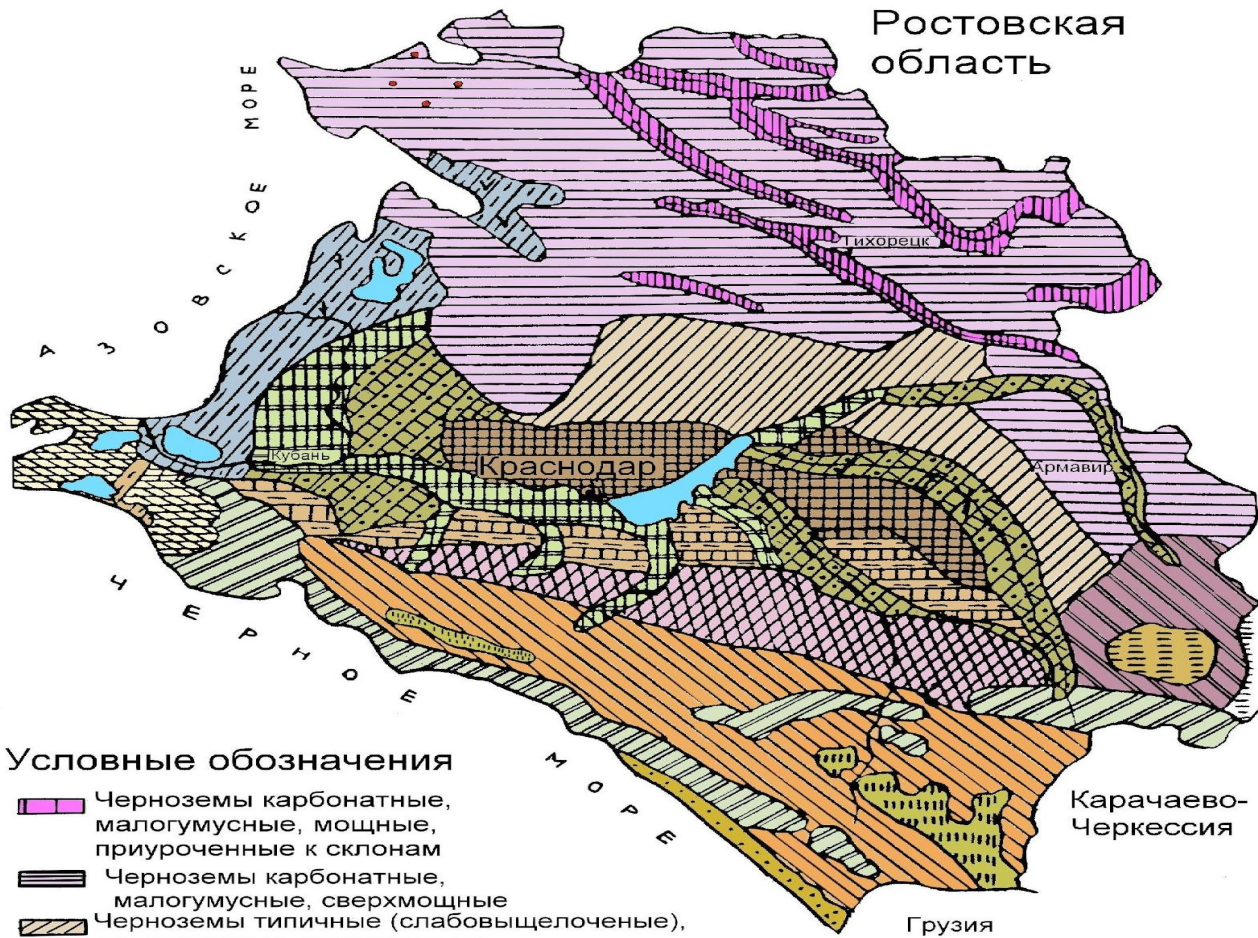 Ростовская
область
АЗОВСКОЕ МОРЕ
Тихорецк
Кубань
Краснодар
Армавир
ЧЕРНОЕ МОРЕ
Условные обозначения
Черноземы карбонатные,
малогумусные, мощные,
приуроченные к склонам
Черноземы карбонатные,
малогумусные, сверхмощные
Черноземы типичные (слабовыщелоченые),
Карачаево-
Черкессия
Грузия